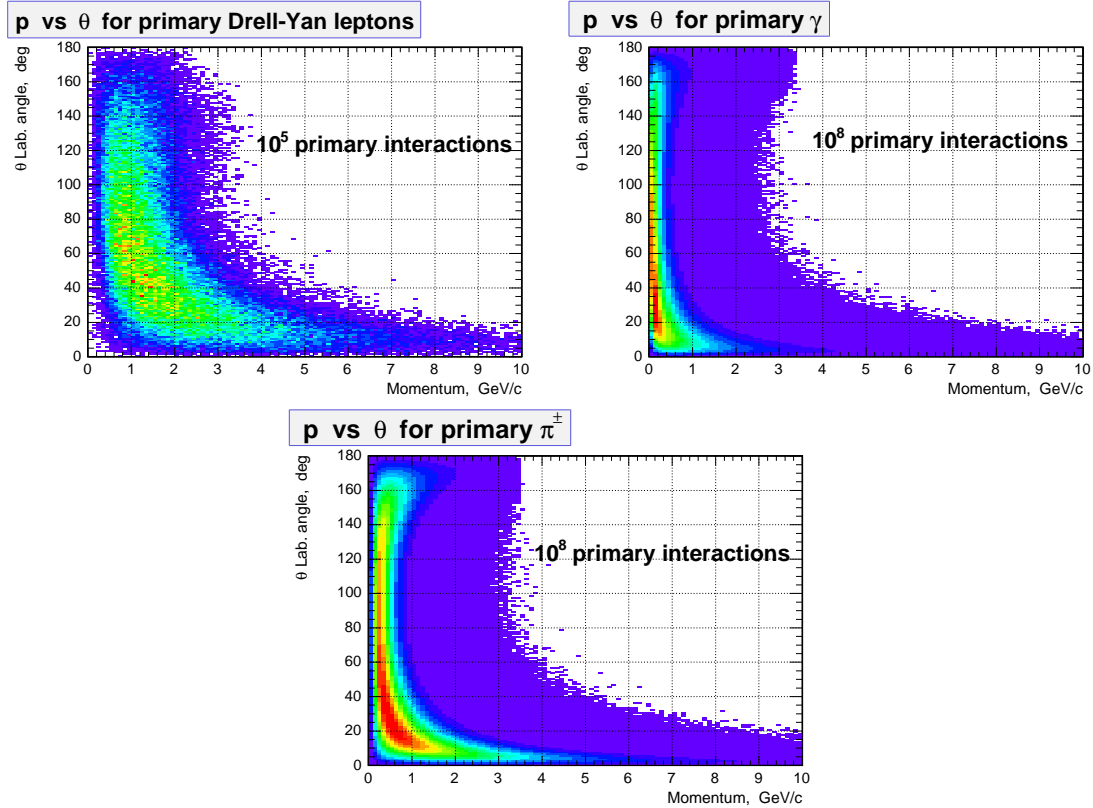 p vs θ for primary Drell-Yan leptons
θ Lab. angle, deg
180
160
140
120
100
80
60
40
20
0
10⁵ primary interactions
0 1 2 3 4 5 6 7 8 9 10
Momentum, GeV/c
p vs θ for primary γ
θ Lab. angle, deg
180
160
140
120
100
80
60
40
20
0
10⁸ primary interactions
0 1 2 3 4 5 6 7 8 9 10
Momentum, GeV/c
p vs θ for primary π±
θ Lab. angle, deg
180
160
140
120
100
80
60
40
20
0
10⁸ primary interactions
0 1 2 3 4 5 6 7 8 9 10
Momentum, GeV/c